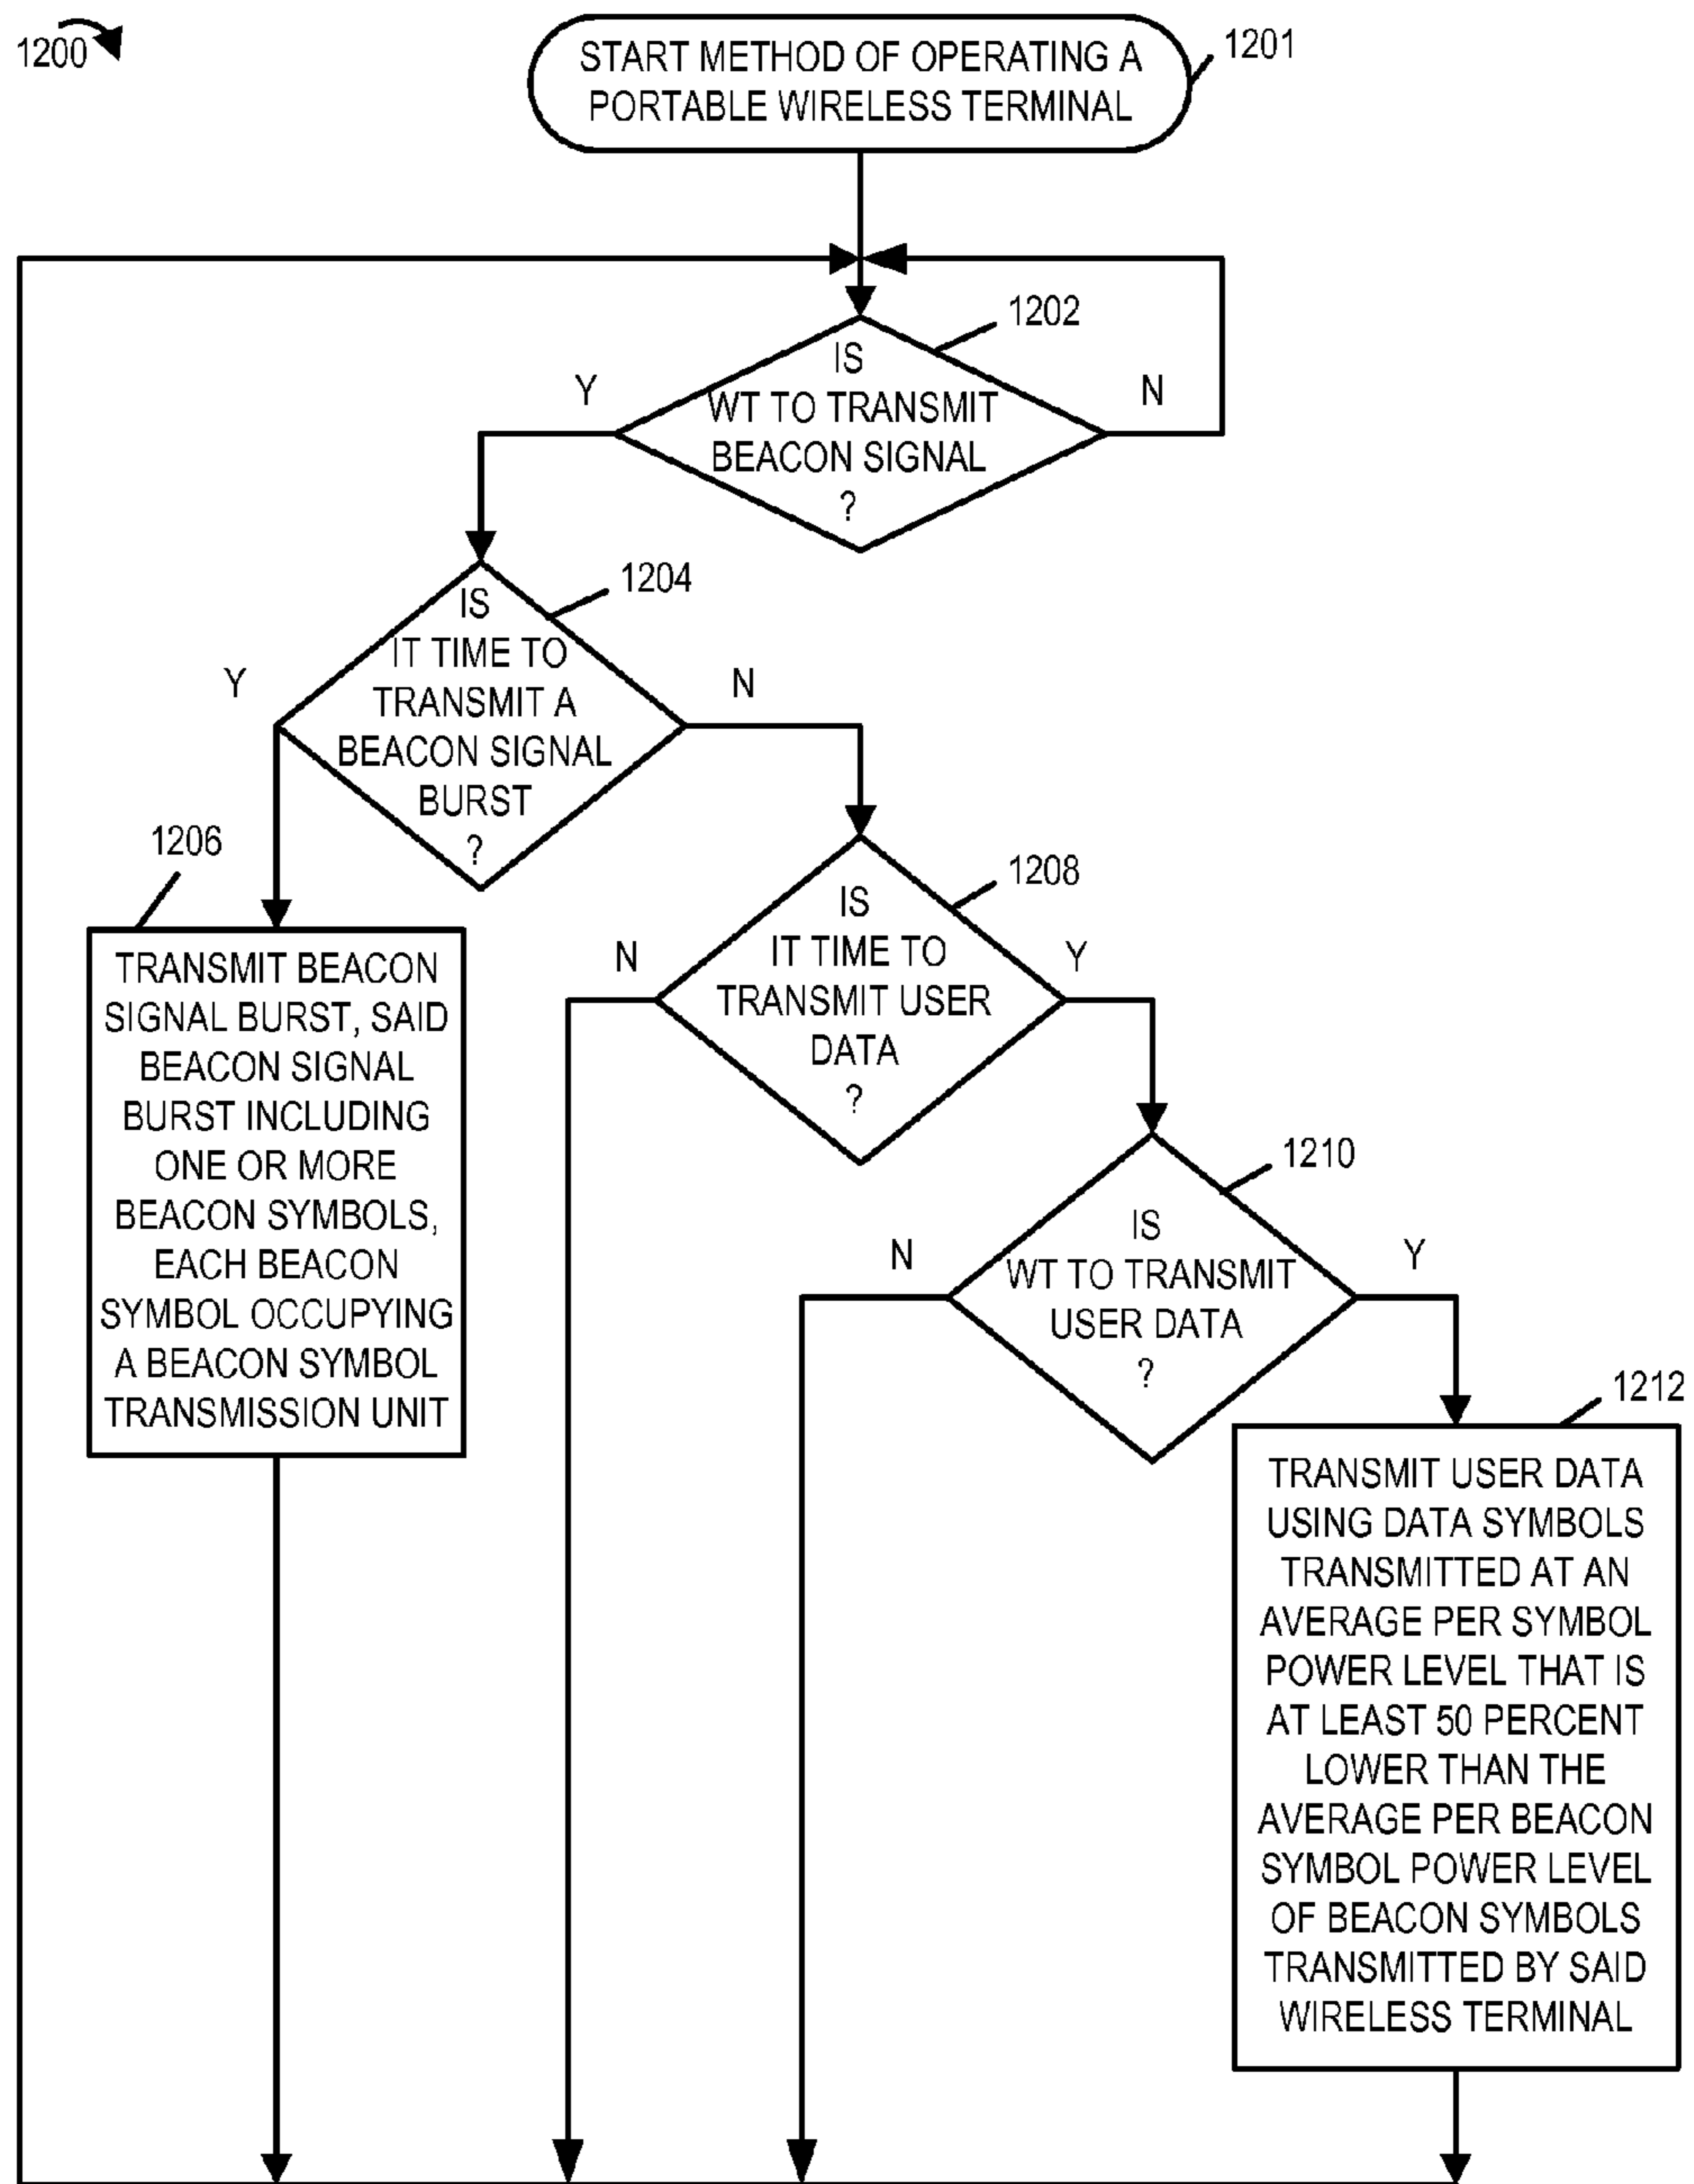 1200
START METHOD OF OPERATING A
PORTABLE WIRELESS TERMINAL
1201
1202
IS
WT TO TRANSMIT
BEACON SIGNAL
?
Y
N
1204
IS
IT TIME TO
TRANSMIT A
BEACON SIGNAL
BURST
?
Y
N
1206
TRANSMIT BEACON
SIGNAL BURST, SAID
BEACON SIGNAL
BURST INCLUDING
ONE OR MORE
BEACON SYMBOLS,
EACH BEACON
SYMBOL OCCUPYING
A BEACON SYMBOL
TRANSMISSION UNIT
1208
IS
IT TIME TO
TRANSMIT USER
DATA
?
N
Y
1210
IS
WT TO TRANSMIT
USER DATA
?
N
Y
1212
TRANSMIT USER DATA
USING DATA SYMBOLS
TRANSMITTED AT AN
AVERAGE PER SYMBOL
POWER LEVEL THAT IS
AT LEAST 50 PERCENT
LOWER THAN THE
AVERAGE PER BEACON
SYMBOL POWER LEVEL
OF BEACON SYMBOLS
TRANSMITTED BY SAID
WIRELESS TERMINAL